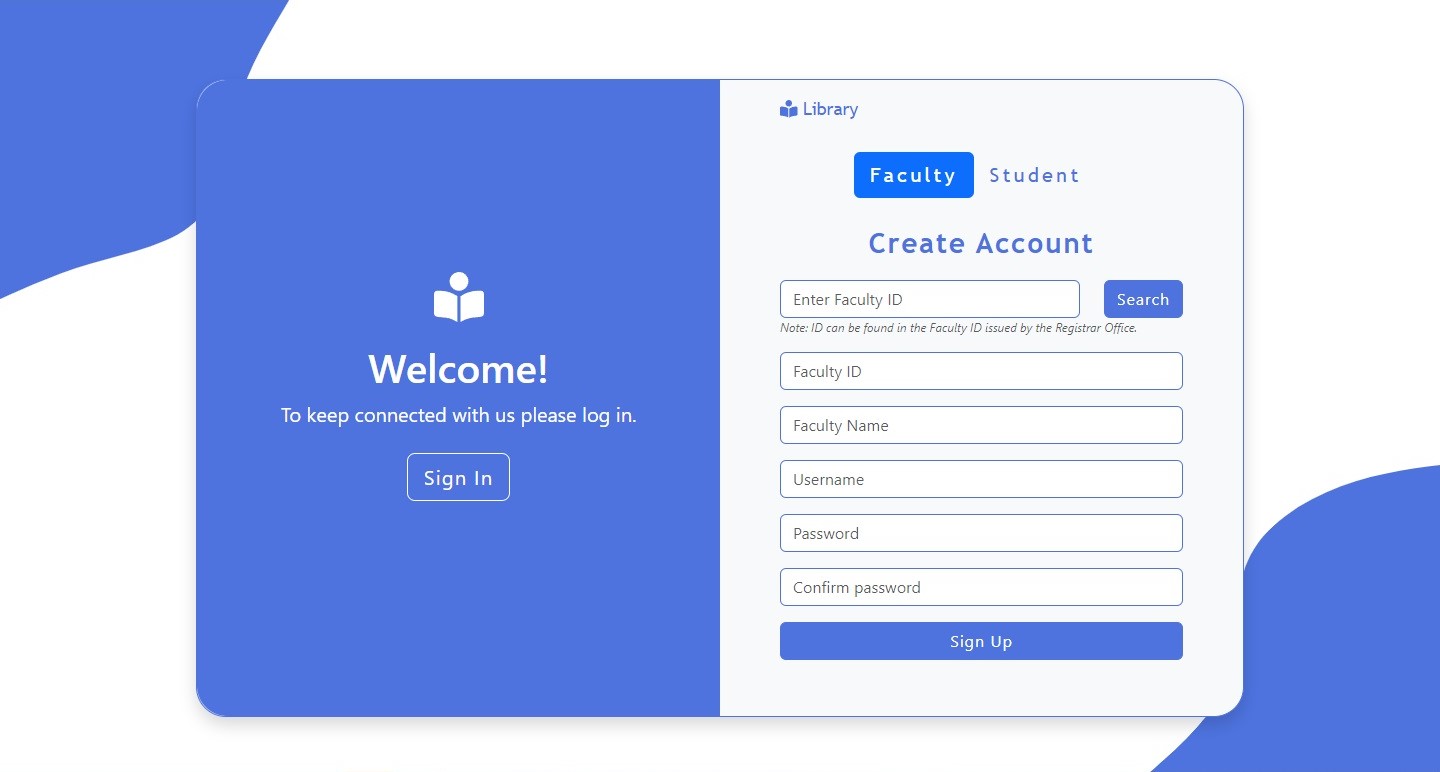 Welcome!
To keep connected with us please log in.
Sign In
Library
Faculty Student
Create Account
Enter Faculty ID Search
Note: ID can be found in the Faculty ID issued by the Registrar Office.
Faculty ID
Faculty Name
Username
Password
Confirm password
Sign Up